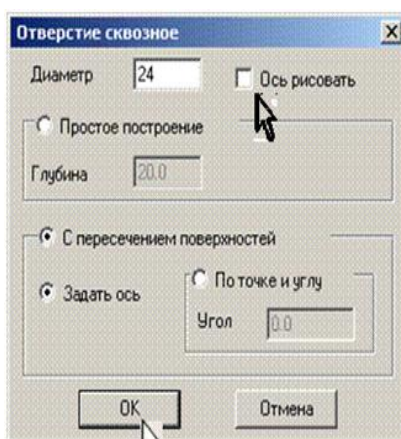 Отверстие сквозное
Диаметр 24 Ось рисовать
Простое построение
Глубина 20.0
С пересечением поверхностей
Задать ось По точке и углу
Угол 0.0
OK Отмена